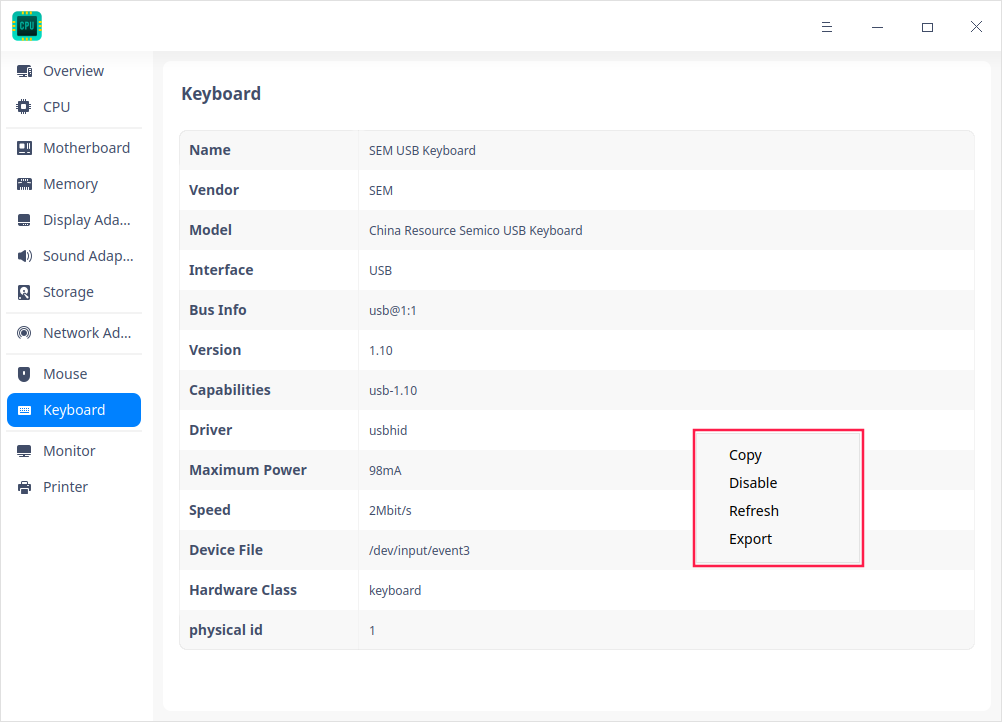 CPU
Overview
CPU
Motherboard
Memory
Display Ada...
Sound Adap...
Storage
Network Ad...
Mouse
Keyboard
Monitor
Printer
Keyboard
Name SEM USB Keyboard
Vendor SEM
Model China Resource Semico USB Keyboard
Interface USB
Bus Info usb@1:1
Version 1.10
Capabilities usb-1.10
Driver usbhid
Maximum Power 98mA
Speed 2Mbit/s
Device File /dev/input/event3
Hardware Class keyboard
physical id 1
Copy
Disable
Refresh
Export